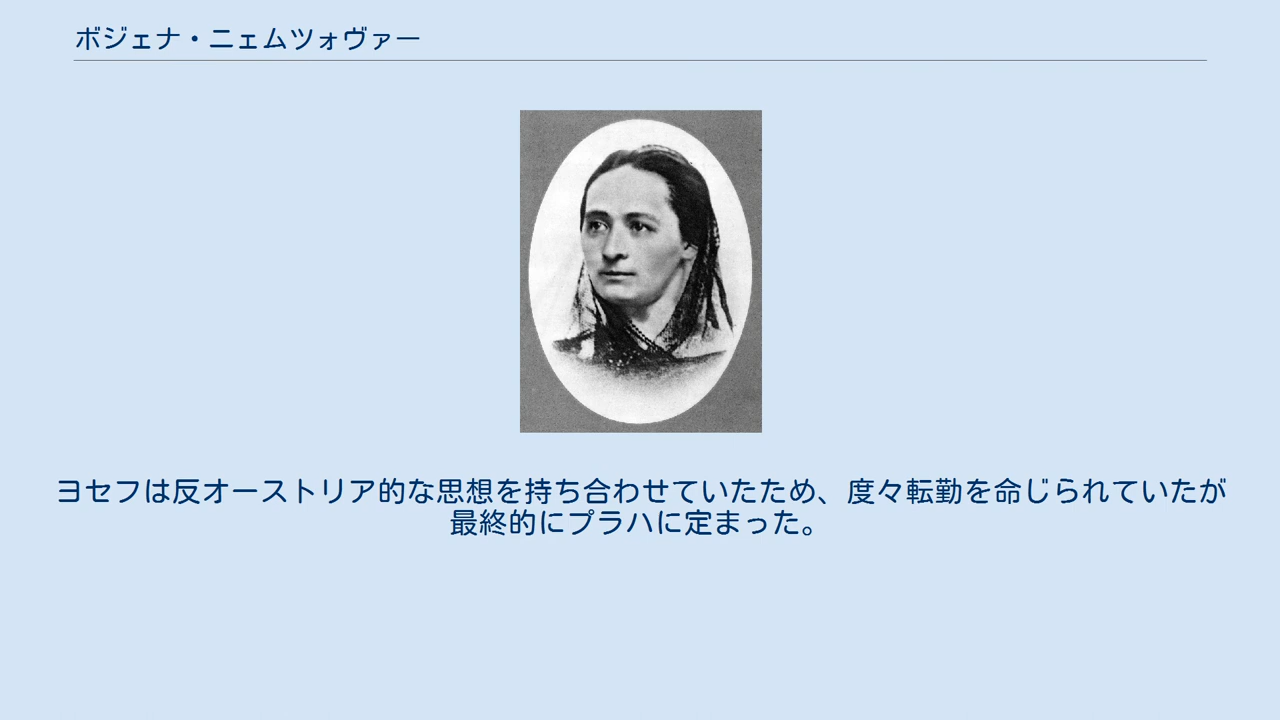 ボジェナ・ニェムツォヴァー
ヨセフは反オーストリア的な思想を持ち合わせていたため、度々転勤を命じられていたが
最終的にプラハに定まった。